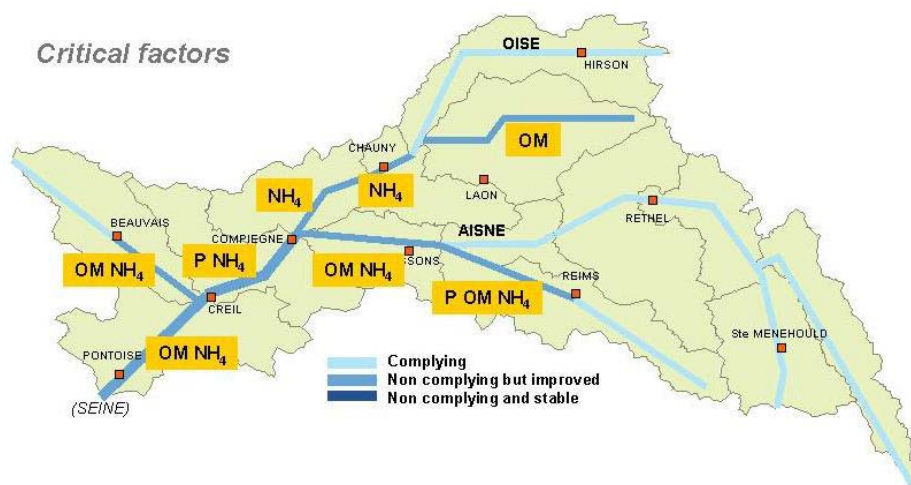 Critical factors
OISE
HIRSON
OM
CHAUNY
NH₄
NH₄
LAON
RETHEL
BEAUVAIS
COMPIEGNE
AISNE
P NH₄
OM NH₄
OM NH₄
SSONS
REIMS
P OM NH₄
CREIL
Ste MENEHOULD
PONTOISE
OM NH₄
(SEINE)
Complying
Non complying but improved
Non complying and stable